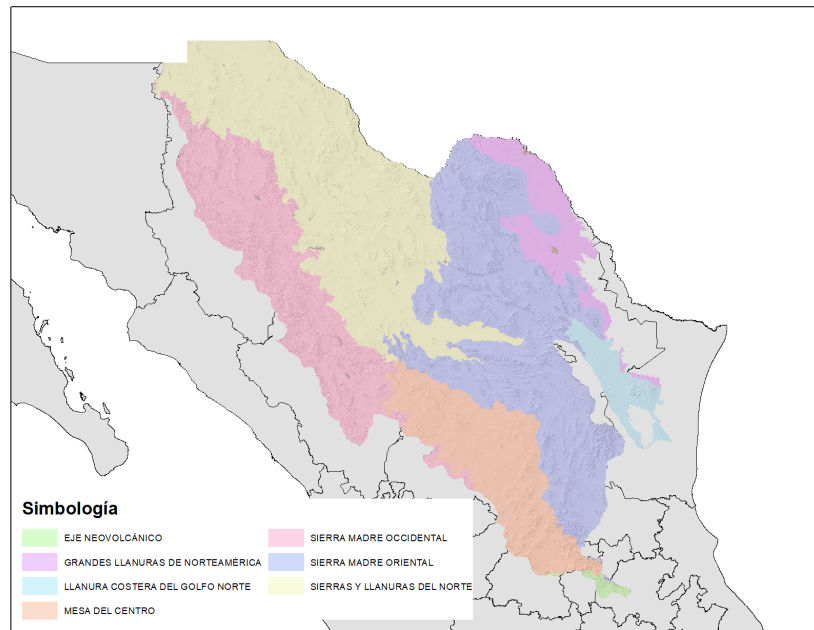 Simbología
EJE NEOVOLCÁNICO
GRANDES LLANURAS DE NORTEAMÉRICA
LLANURA COSTERA DEL GOLFO NORTE
MESA DEL CENTRO
SIERRA MADRE OCCIDENTAL
SIERRA MADRE ORIENTAL
SIERRAS Y LLANURAS DEL NORTE